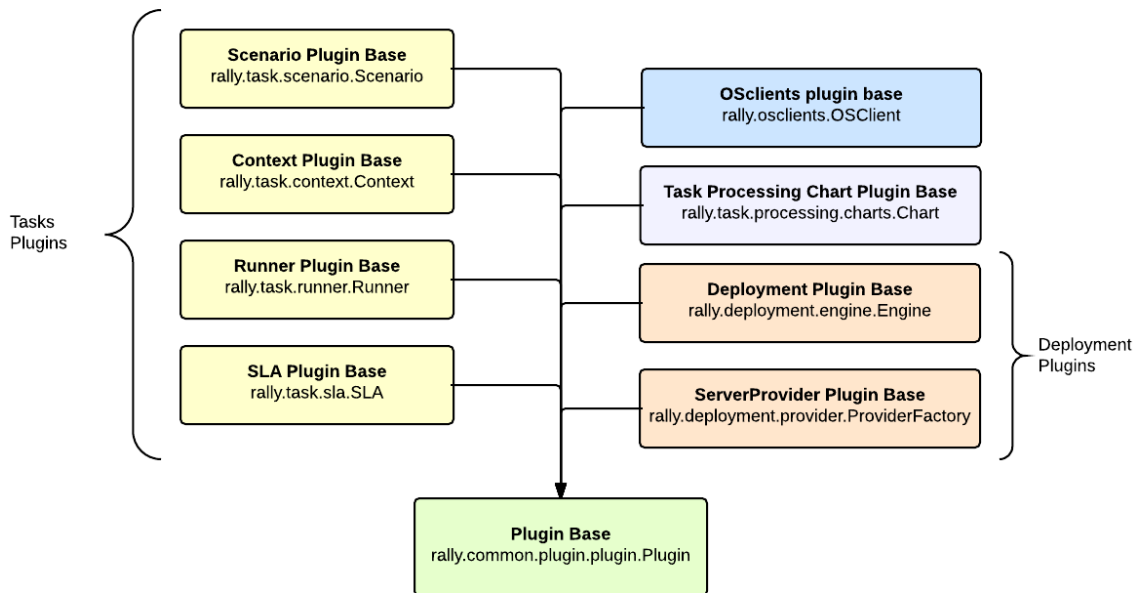 Tasks
Plugins
Scenario Plugin Base
rally.task.scenario.Scenario
Context Plugin Base
rally.task.context.Context
Runner Plugin Base
rally.task.runner.Runner
SLA Plugin Base
rally.task.sla.SLA
OSclients plugin base
rally.osclients.OSClient
Task Processing Chart Plugin Base
rally.task.processing.charts.Chart
Deployment Plugin Base
rally.deployment.engine.Engine
ServerProvider Plugin Base
rally.deployment.provider.ProviderFactory
Deployment
Plugins
Plugin Base
rally.common.plugin.plugin.Plugin